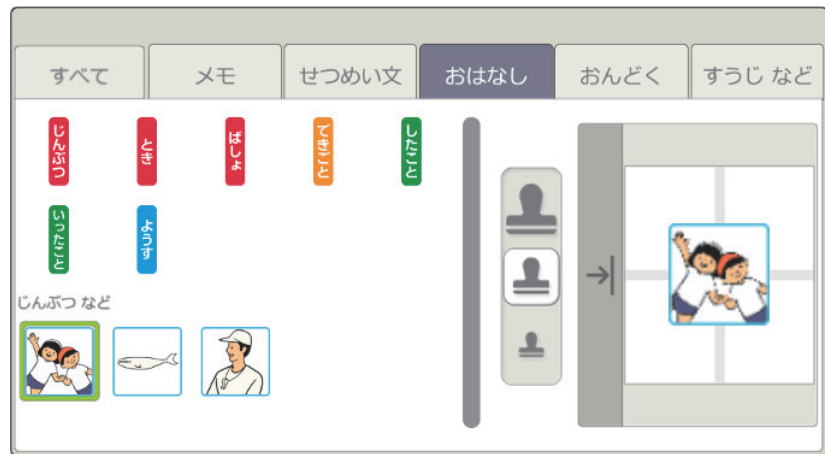 すべて
メモ
せつめい文
おはなし
おんどく
すうじ など
じんぶつ
とき
ばしょ
できごと
したこと
いったこと
ようす
じんぶつ など